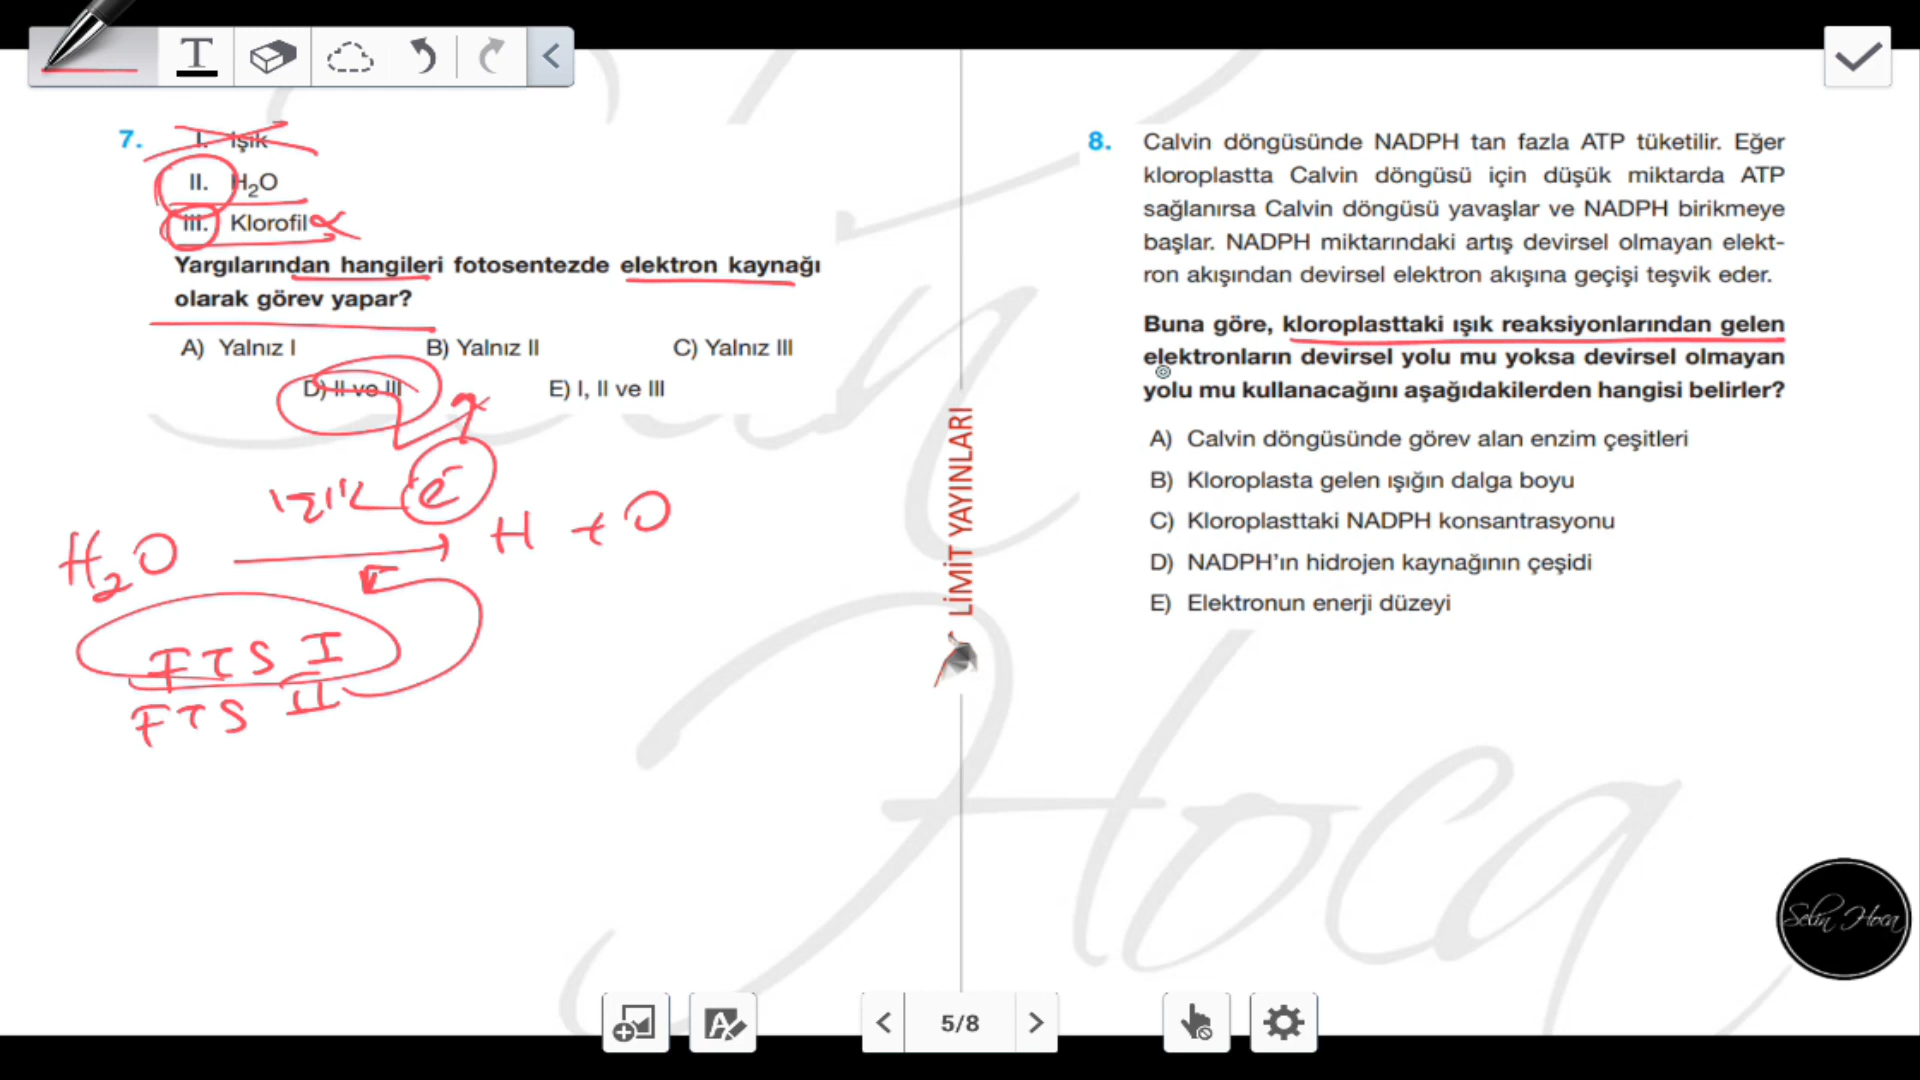 T
7. I. Işık
II. H₂O
III. Klorofil
Yargılarından hangileri fotosentezde elektron kaynağı
olarak görev yapar?
A) Yalnız I B) Yalnız II C) Yalnız III
D) II ve III E) I, II ve III
ışık e⁻
H₂O → H + O
FTS I
FTS II
LİMİT YAYINLARI
8. Calvin döngüsünde NADPH tan fazla ATP tüketilir. Eğer
kloroplastta Calvin döngüsü için düşük miktarda ATP
sağlanırsa Calvin döngüsü yavaşlar ve NADPH birikmeye
başlar. NADPH miktarındaki artış devirsel olmayan elekt-
ron akışından devirsel elektron akışına geçişi teşvik eder.
Buna göre, kloroplasttaki ışık reaksiyonlarından gelen
elektronların devirsel yolu mu yoksa devirsel olmayan
yolu mu kullanacağını aşağıdakilerden hangisi belirler?
A) Calvin döngüsünde görev alan enzim çeşitleri
B) Kloroplasta gelen ışığın dalga boyu
C) Kloroplasttaki NADPH konsantrasyonu
D) NADPH'ın hidrojen kaynağının çeşidi
E) Elektronun enerji düzeyi
Hoca
Selin Hoca
5/8